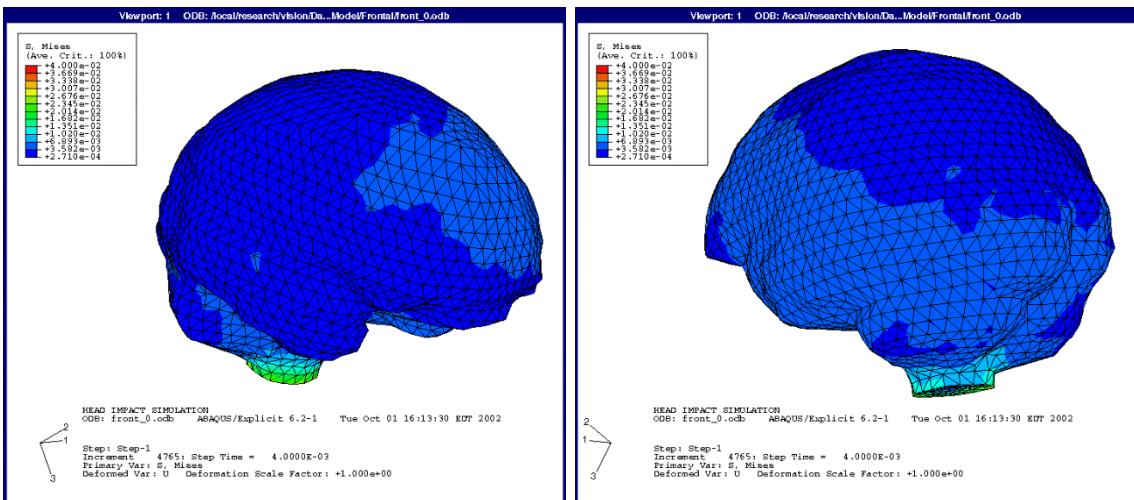 Viewport: 1 ODB: /local/research/vision/Da...Model/Frontal/front_0.odb
S, Mises
(Ave. Crit.: 100%)
+4.000e-02
+3.669e-02
+3.338e-02
+3.007e-02
+2.676e-02
+2.345e-02
+2.014e-02
+1.682e-02
+1.351e-02
+1.020e-02
+6.893e-03
+3.582e-03
+2.710e-04
HEAD IMPACT SIMULATION
ODB: front_0.odb ABAQUS/Explicit 6.2-1 Tue Oct 01 16:13:30 EDT 2002
2
1
3
Step: Step-1
Increment 4765: Step Time = 4.0000E-03
Primary Var: S, Mises
Deformed Var: U Deformation Scale Factor: +1.000e+00
Viewport: 1 ODB: /local/research/vision/Da...Model/Frontal/front_0.odb
S, Mises
(Ave. Crit.: 100%)
+4.000e-02
+3.669e-02
+3.338e-02
+3.007e-02
+2.676e-02
+2.345e-02
+2.014e-02
+1.682e-02
+1.351e-02
+1.020e-02
+6.893e-03
+3.582e-03
+2.710e-04
HEAD IMPACT SIMULATION
ODB: front_0.odb ABAQUS/Explicit 6.2-1 Tue Oct 01 16:13:30 EDT 2002
2
1
3
Step: Step-1
Increment 4765: Step Time = 4.0000E-03
Primary Var: S, Mises
Deformed Var: U Deformation Scale Factor: +1.000e+00